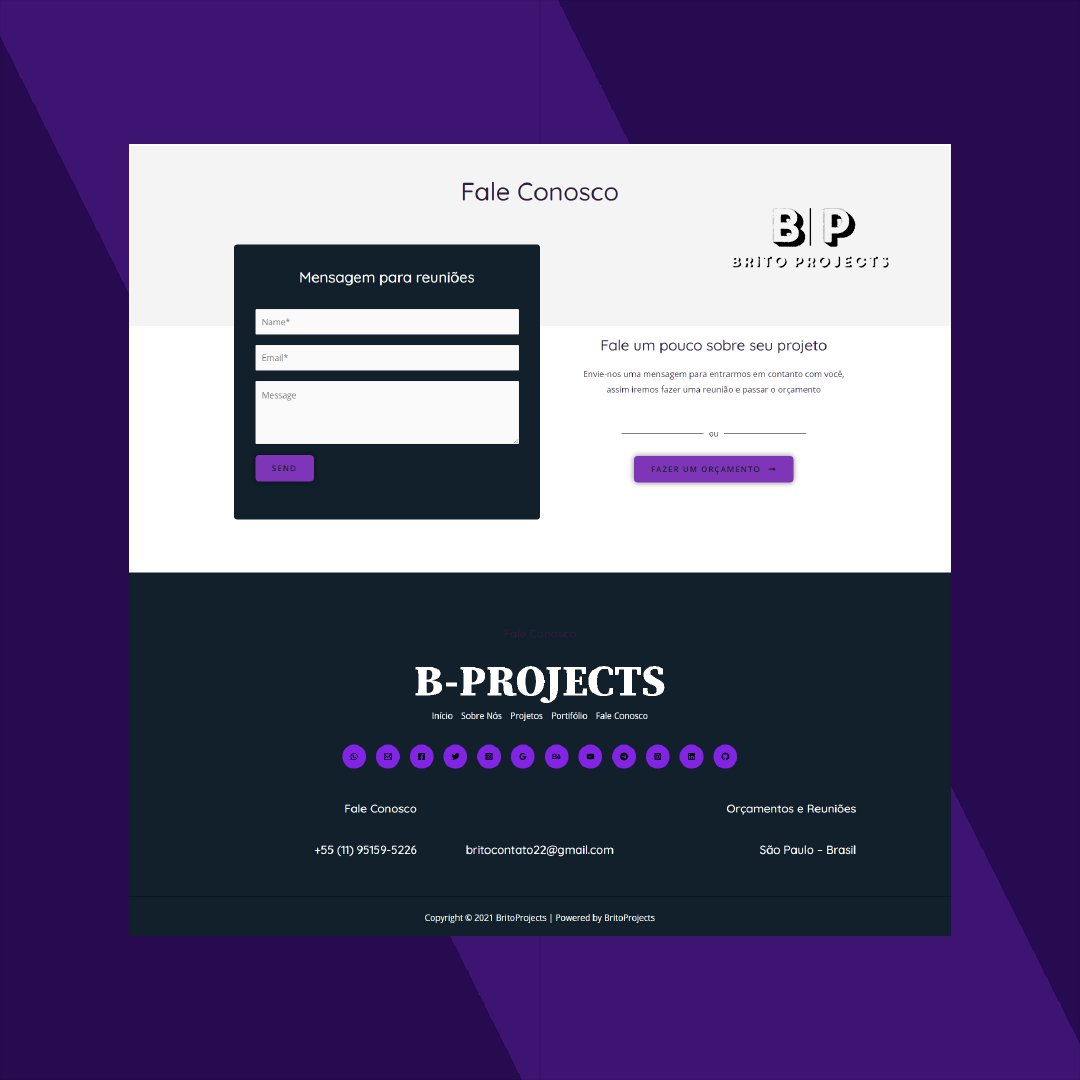 Fale Conosco
B|P
BRITO PROJECTS
Mensagem para reuniões
Name*
Email*
Message
SEND
Fale um pouco sobre seu projeto
Envie-nos uma mensagem para entrarmos em contanto com você,
assim iremos fazer uma reunião e passar o orçamento
ou
FAZER UM ORÇAMENTO →
Fale Conosco
B-PROJECTS
Início Sobre Nós Projetos Portifólio Fale Conosco
Fale Conosco
Orçamentos e Reuniões
+55 (11) 95159-5226
britocontato22@gmail.com
São Paulo – Brasil
Copyright © 2021 BritoProjects | Powered by BritoProjects